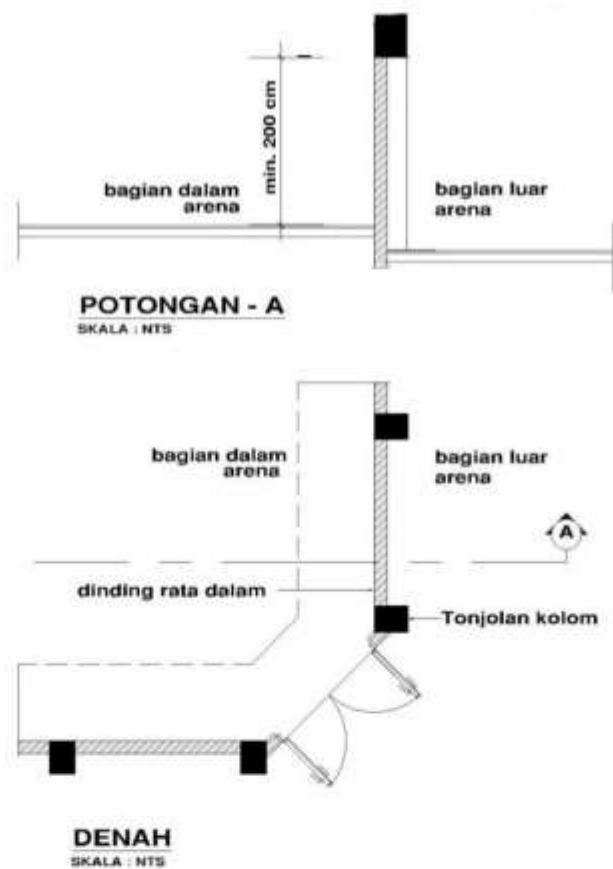 min. 200 cm
bagian dalam
arena
bagian luar
arena
POTONGAN - A
SKALA : NTS
bagian dalam
arena
bagian luar
arena
A
dinding rata dalam
Tonjolan kolom
DENAH
SKALA : NTS